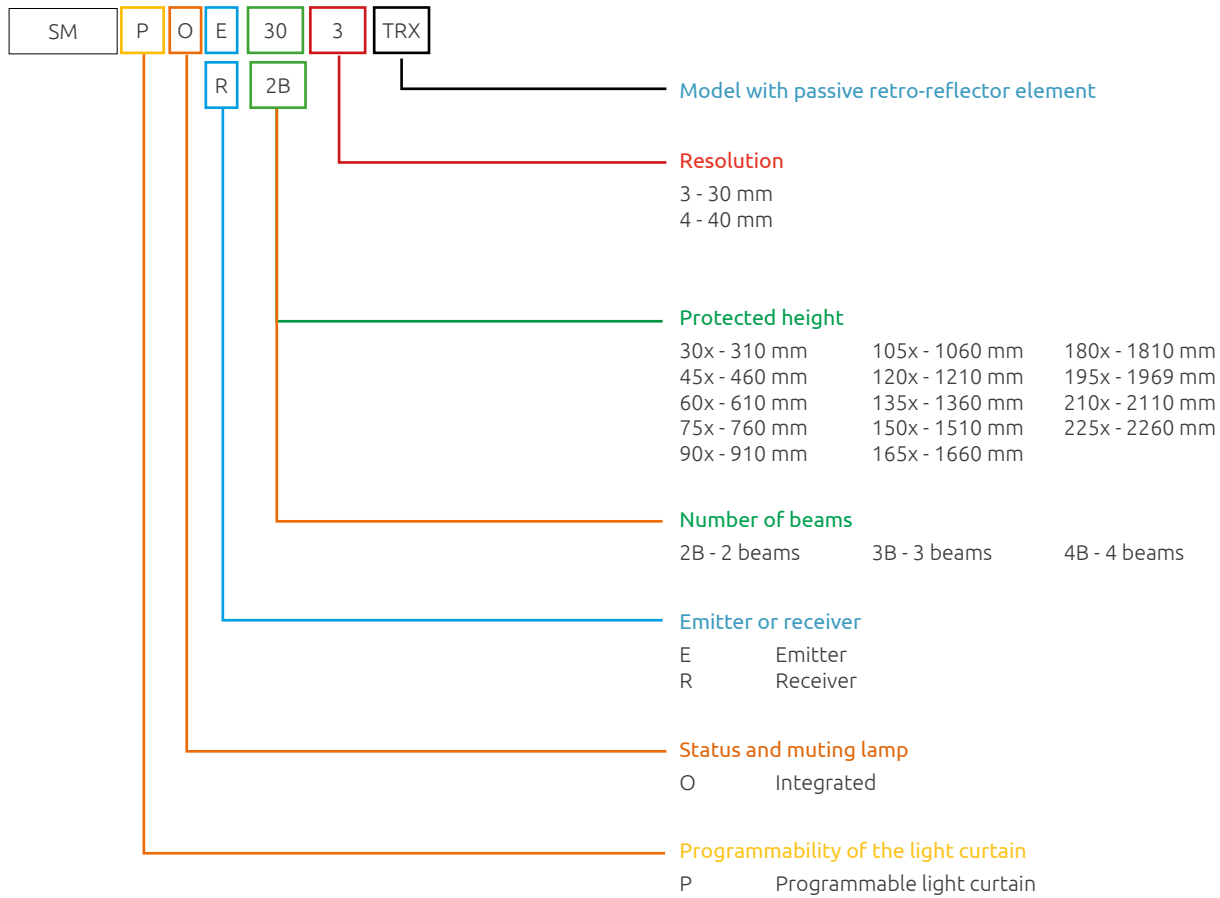 SM P O E 30 3 TRX
R 2B
Model with passive retro-reflector element
Resolution
3 - 30 mm
4 - 40 mm
Protected height
30x - 310 mm 105x - 1060 mm 180x - 1810 mm
45x - 460 mm 120x - 1210 mm 195x - 1969 mm
60x - 610 mm 135x - 1360 mm 210x - 2110 mm
75x - 760 mm 150x - 1510 mm 225x - 2260 mm
90x - 910 mm 165x - 1660 mm
Number of beams
2B - 2 beams 3B - 3 beams 4B - 4 beams
Emitter or receiver
E Emitter
R Receiver
Status and muting lamp
O Integrated
Programmability of the light curtain
P Programmable light curtain